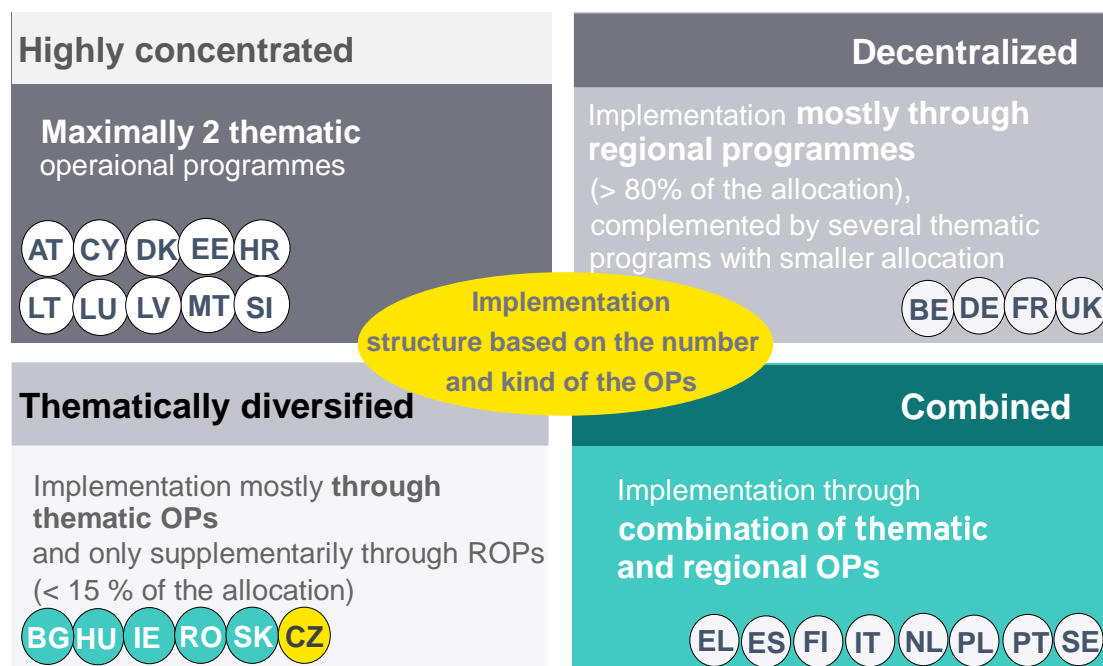 Highly concentrated
Maximally 2 thematic
operaional programmes
AT CY DK EE HR
LT LU LV MT SI
Decentralized
Implementation mostly through
regional programmes
(> 80% of the allocation),
complemented by several thematic
programs with smaller allocation
BE DE FR UK
Implementation
structure based on the number
and kind of the OPs
Thematically diversified
Implementation mostly through
thematic OPs
and only supplementarily through ROPs
(< 15 % of the allocation)
BG HU IE RO SK CZ
Combined
Implementation through
combination of thematic
and regional OPs
EL ES FI IT NL PL PT SE